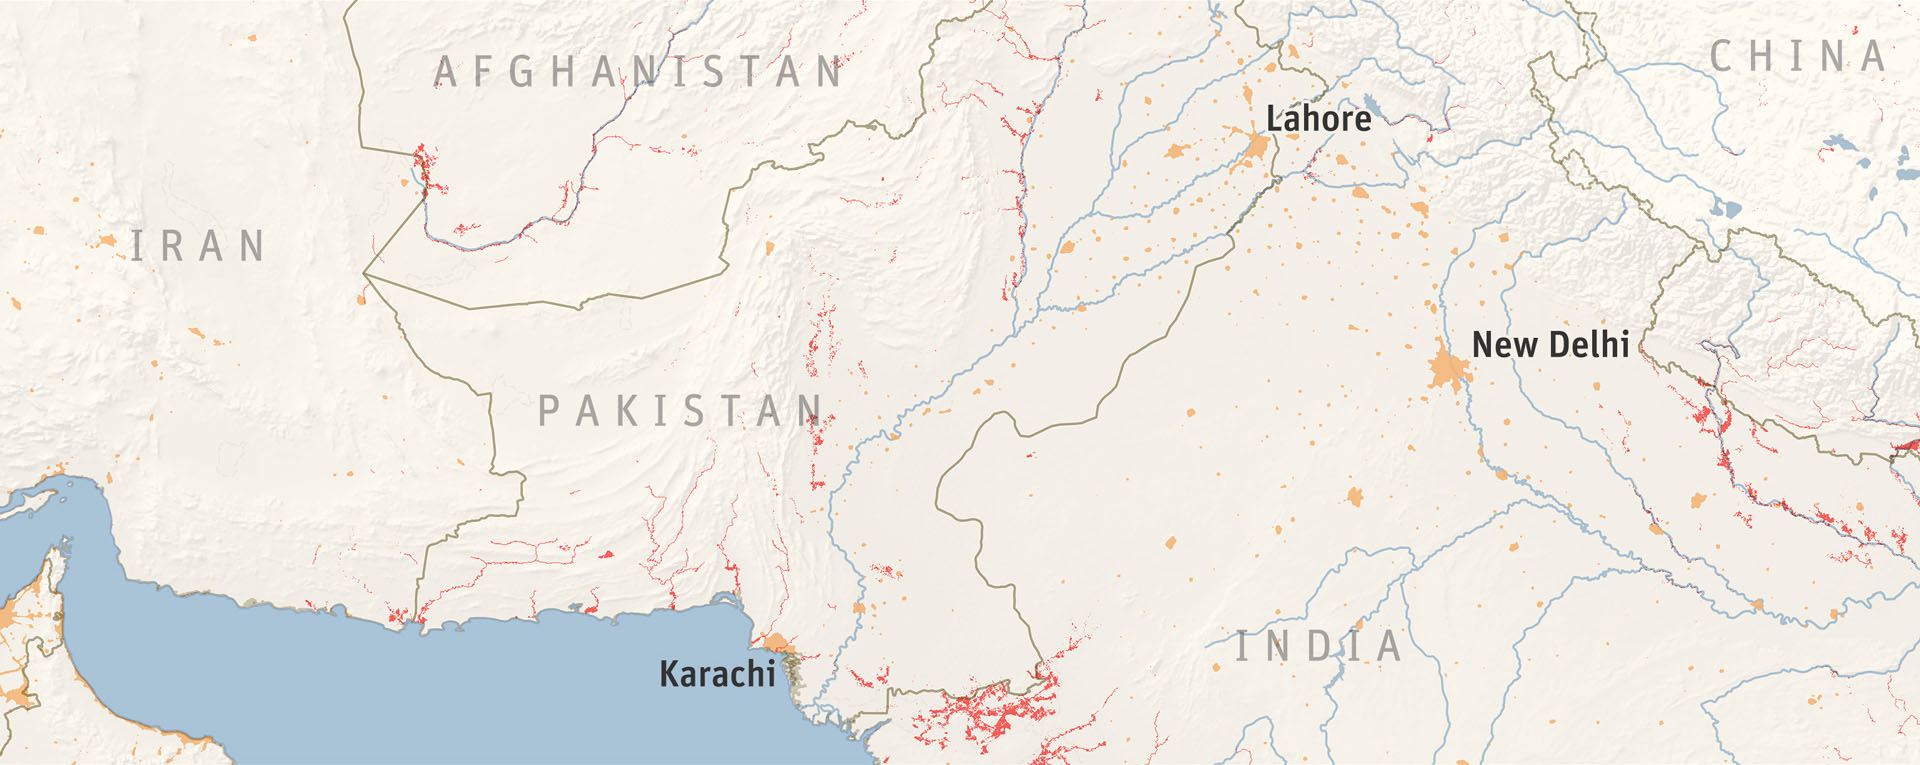 AFGHANISTAN
CHINA
Lahore
IRAN
New Delhi
PAKISTAN
INDIA
Karachi